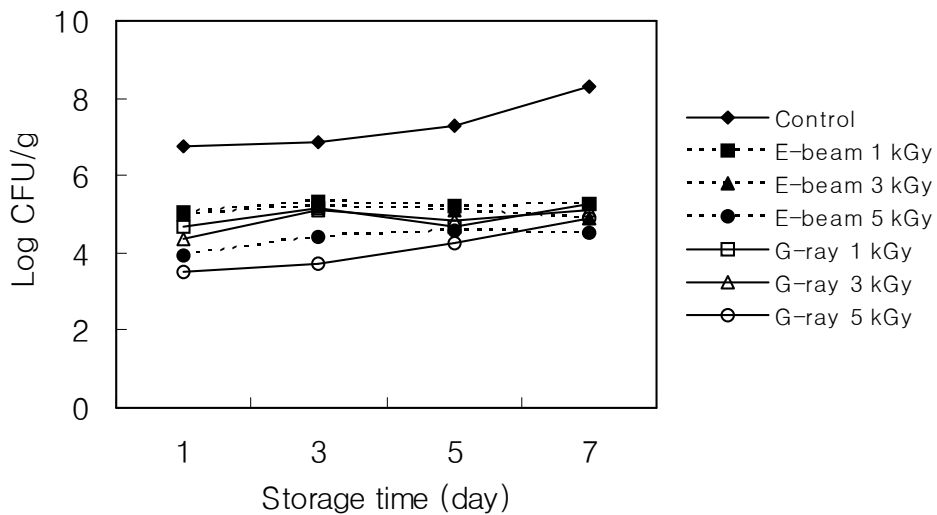 10
8
6
4
2
0
Log CFU/g
1 3 5 7
Storage time (day)
Control
E-beam 1 kGy
E-beam 3 kGy
E-beam 5 kGy
G-ray 1 kGy
G-ray 3 kGy
G-ray 5 kGy